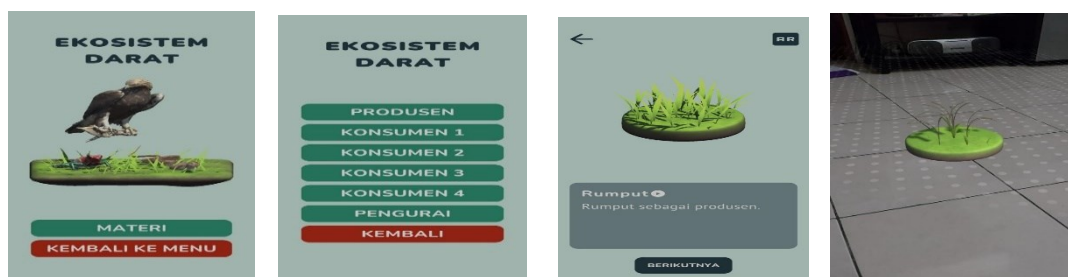 EKOSISTEM
DARAT
MATERI
KEMBALI KE MENU
EKOSISTEM
DARAT
PRODUSEN
KONSUMEN 1
KONSUMEN 2
KONSUMEN 3
KONSUMEN 4
PENGURAI
KEMBALI
RR
Rumput
Rumput sebagai produsen.
BERIKUTNYA